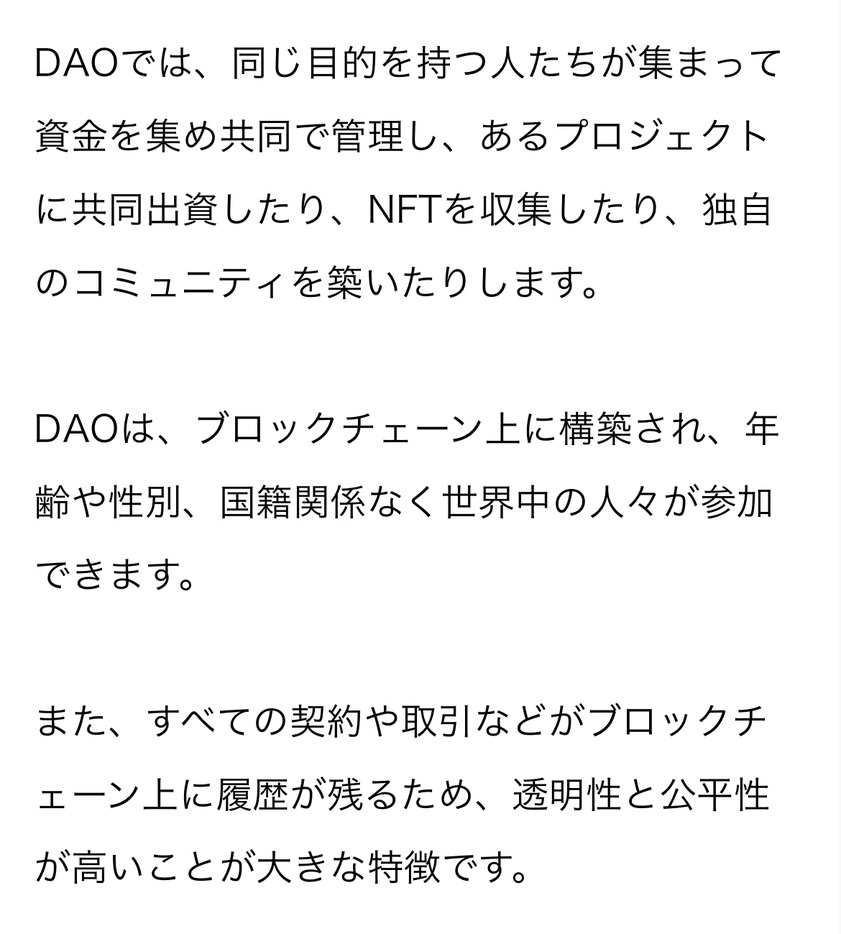 DAOでは、同じ目的を持つ人たちが集まって
資金を集め共同で管理し、あるプロジェクト
に共同出資したり、NFTを収集したり、独自
のコミュニティを築いたりします。
DAOは、ブロックチェーン上に構築され、年
齢や性別、国籍関係なく世界中の人々が参加
できます。
また、すべての契約や取引などがブロックチ
ェーン上に履歴が残るため、透明性と公平性
が高いことが大きな特徴です。